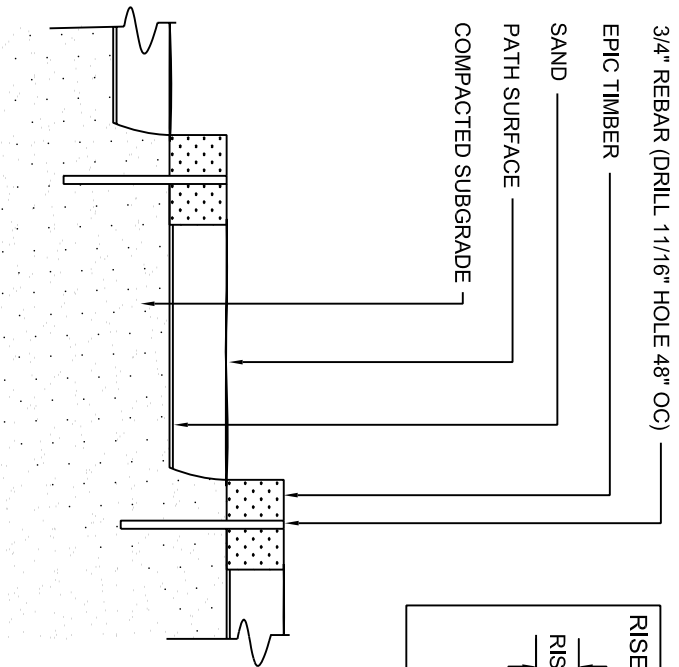 3/4" REBAR (DRILL 11/16" HOLE 48" OC)
EPIC TIMBER
SAND
PATH SURFACE
COMPACTED SUBGRADE
RISE
RIS